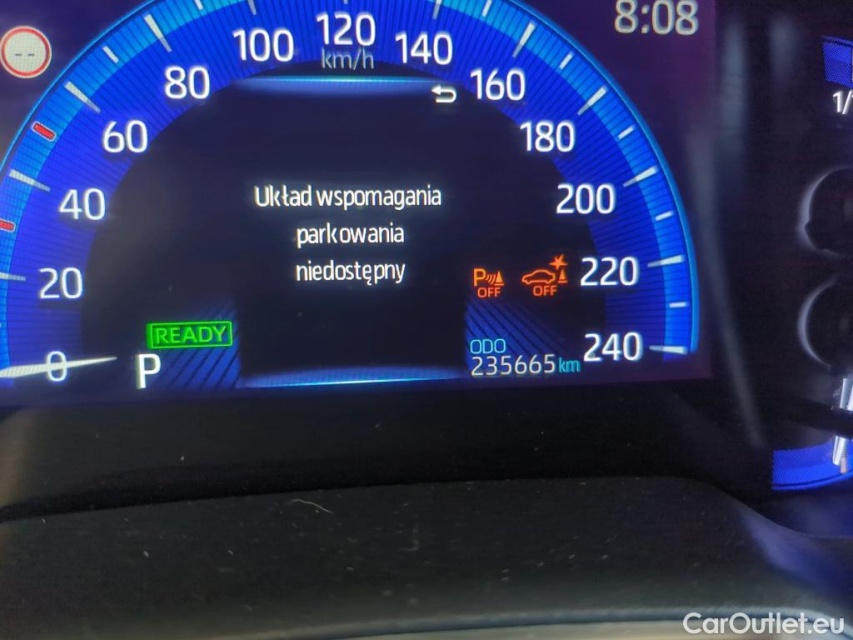 8:08
120
km/h
100
140
80
160
60
180
40
200
20
220
0
240
1/
--
Układ wspomagania
parkowania
niedostępny
P OFF
OFF
READY
P
ODO
235665 km
CarOutlet.eu